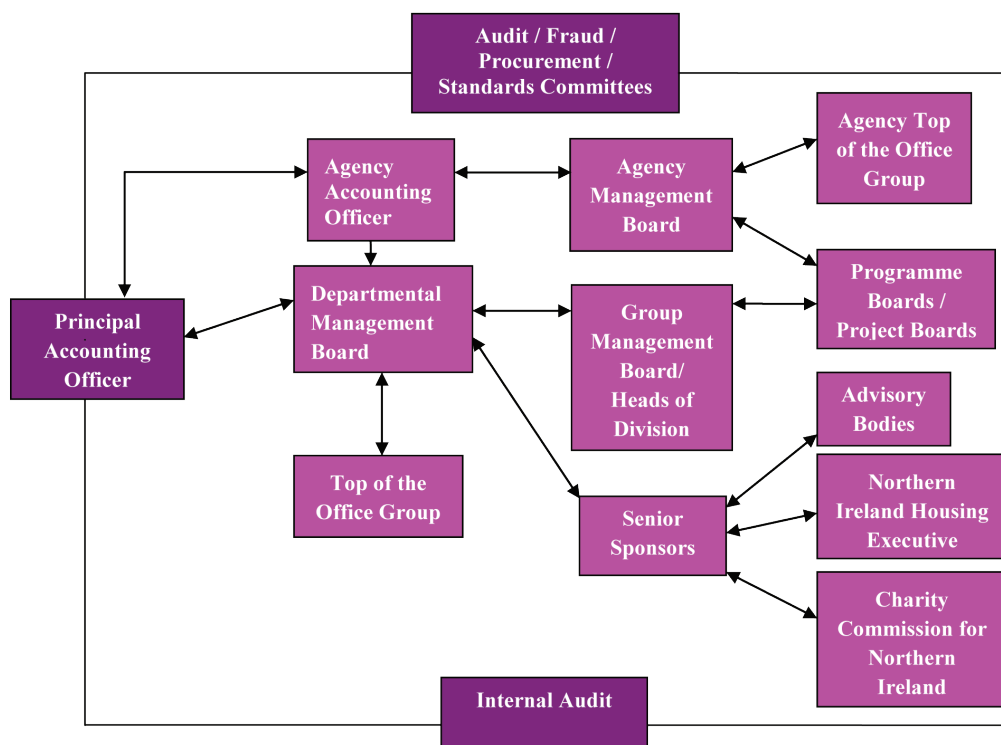 Audit / Fraud /
Procurement /
Standards Committees
Agency Top
of the Office
Group
Agency
Accounting
Officer
Agency
Management
Board
Programme
Boards /
Project Boards
Departmental
Management
Board
Group
Management
Board/
Heads of
Division
Principal
Accounting
Officer
Advisory
Bodies
Top of the
Office Group
Northern
Ireland Housing
Executive
Senior
Sponsors
Charity
Commission for
Northern
Ireland
Internal Audit